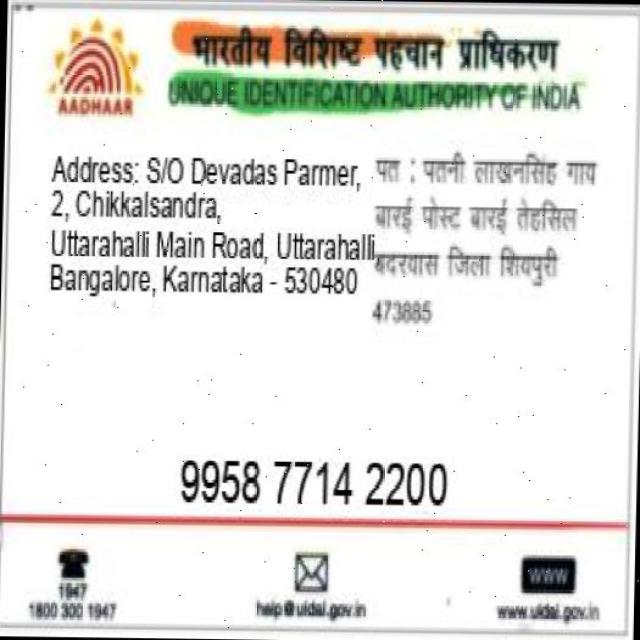 भारतीय विशिष्ट पहचान प्राधिकरण
AADHAAR
UNIQUE IDENTIFICATION AUTHORITY OF INDIA
Address: S/O Devadas Parmer,
2, Chikkalsandra,
Uttarahalli Main Road, Uttarahalli
Bangalore, Karnataka - 530480
पत : पतनी लाखनसिंह गाय
बारई पोस्ट बारई तेहसिल
बदरवास जिला शिवपुरी
473885
9958 7714 2200
1947
1800 300 1947
help@uidai.gov.in
www
www.uidai.gov.in